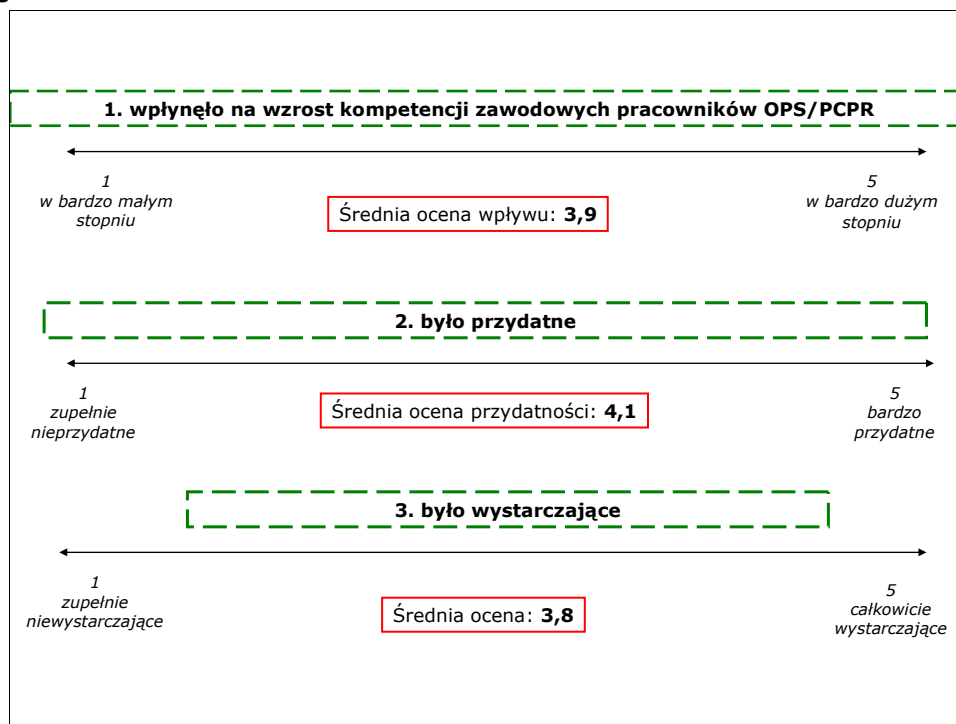 1. wpłynęło na wzrost kompetencji zawodowych pracowników OPS/PCPR
1
w bardzo małym
stopniu
Średnia ocena wpływu: 3,9
5
w bardzo dużym
stopniu
2. było przydatne
1
zupełnie
nieprzydatne
Średnia ocena przydatności: 4,1
5
bardzo
przydatne
3. było wystarczające
1
zupełnie
niewystarczające
Średnia ocena: 3,8
5
całkowicie
wystarczające